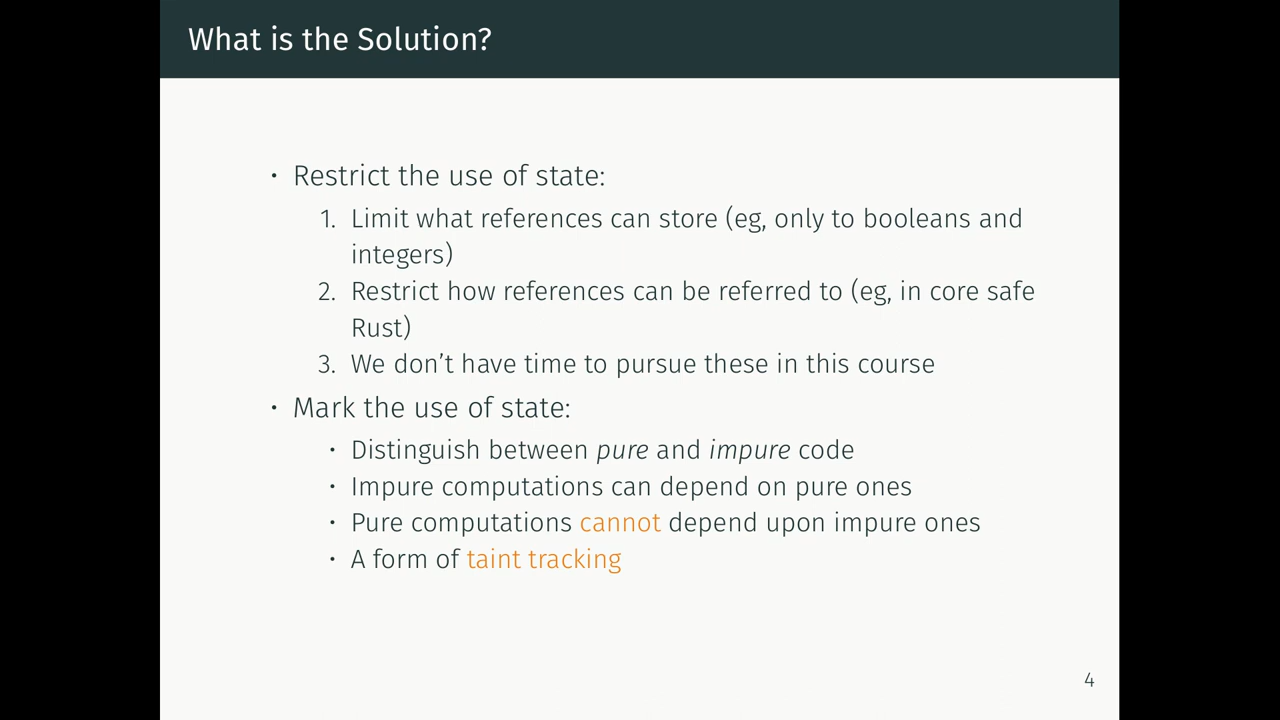 What is the Solution?
• Restrict the use of state:
1. Limit what references can store (eg, only to booleans and
integers)
2. Restrict how references can be referred to (eg, in core safe
Rust)
3. We don’t have time to pursue these in this course
• Mark the use of state:
• Distinguish between pure and impure code
• Impure computations can depend on pure ones
• Pure computations cannot depend upon impure ones
• A form of taint tracking
4